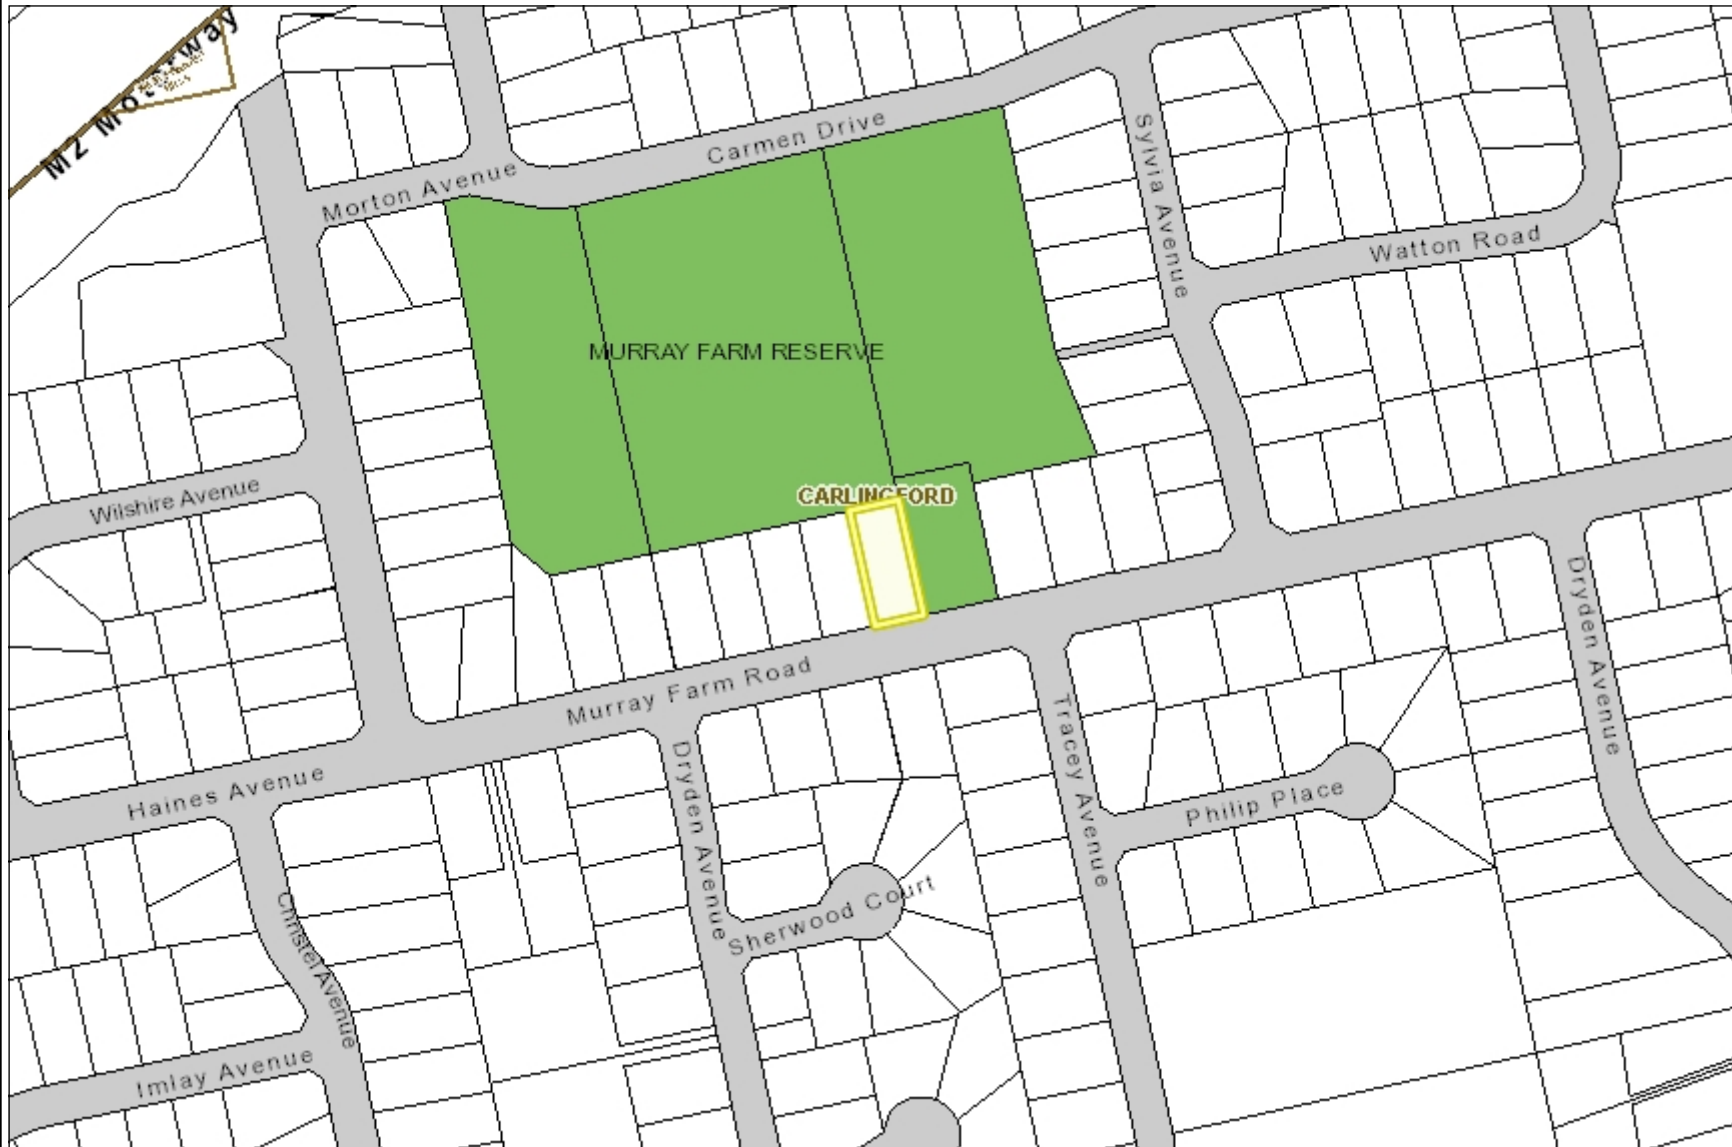 M2 Motorway
Carmen Drive
Morton Avenue
Sylvia Avenue
Watton Road
MURRAY FARM RESERVE
Wilshire Avenue
CARLINGFORD
Dryden Avenue
Murray Farm Road
Tracey Avenue
Haines Avenue
Dryden Avenue
Philip Place
Sherwood Court
Christel Avenue
Imlay Avenue